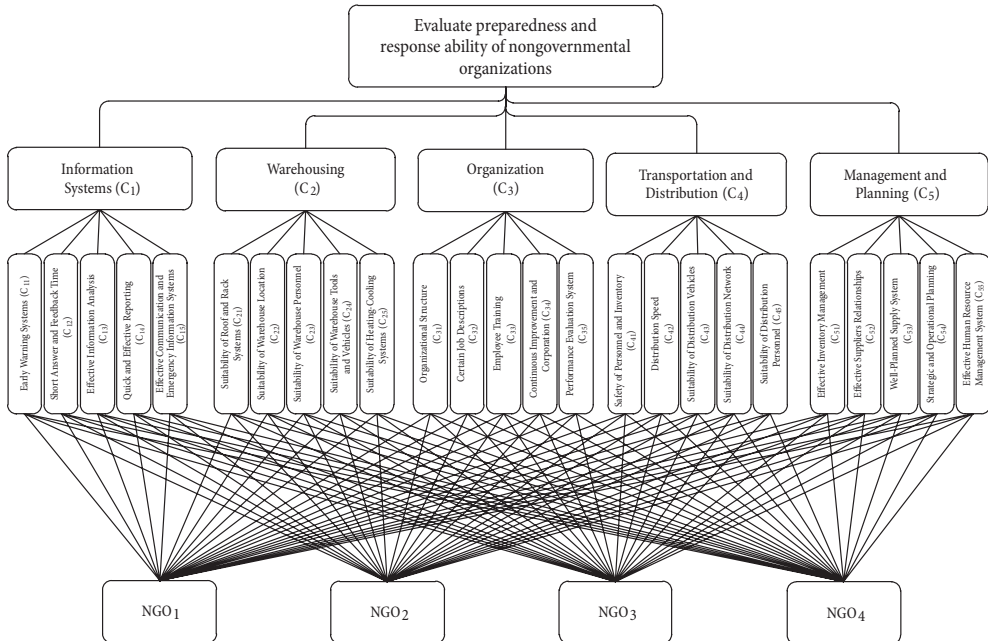 Evaluate preparedness and
response ability of nongovernmental
organizations
Information
Systems (C₁)
Warehousing
(C₂)
Organization
(C₃)
Transportation and
Distribution (C₄)
Management and
Planning (C₅)
Early Warning Systems (C₁₁)
Short Answer and Feedback Time
(C₁₂)
Effective Information Analysis
(C₁₃)
Quick and Effective Reporting
(C₁₄)
Effective Communication and
Emergency Information Systems
(C₁₅)
Suitability of Roof and Rack
Systems (C₂₁)
Suitability of Warehouse Location
(C₂₂)
Suitability of Warehouse Personnel
(C₂₃)
Suitability of Warehouse Tools
and Vehicles (C₂₄)
Suitability of Heating-Cooling
Systems (C₂₅)
Organizational Structure
(C₃₁)
Certain Job Descriptions
(C₃₂)
Employee Training
(C₃₃)
Continuous Improvement and
Corporation (C₃₄)
Performance Evaluation System
(C₃₅)
Safety of Personnel and Inventory
(C₄₁)
Distribution Speed
(C₄₂)
Suitability of Distribution Vehicles
(C₄₃)
Suitability of Distribution Network
(C₄₄)
Suitability of Distribution
Personnel (C₄₅)
Effective Inventory Management
(C₅₁)
Effective Suppliers Relationships
(C₅₂)
Well-Planned Supply System
(C₅₃)
Strategic and Operational Planning
(C₅₄)
Effective Human Resource
Management System (C₅₅)
NGO₁
NGO₂
NGO₃
NGO₄